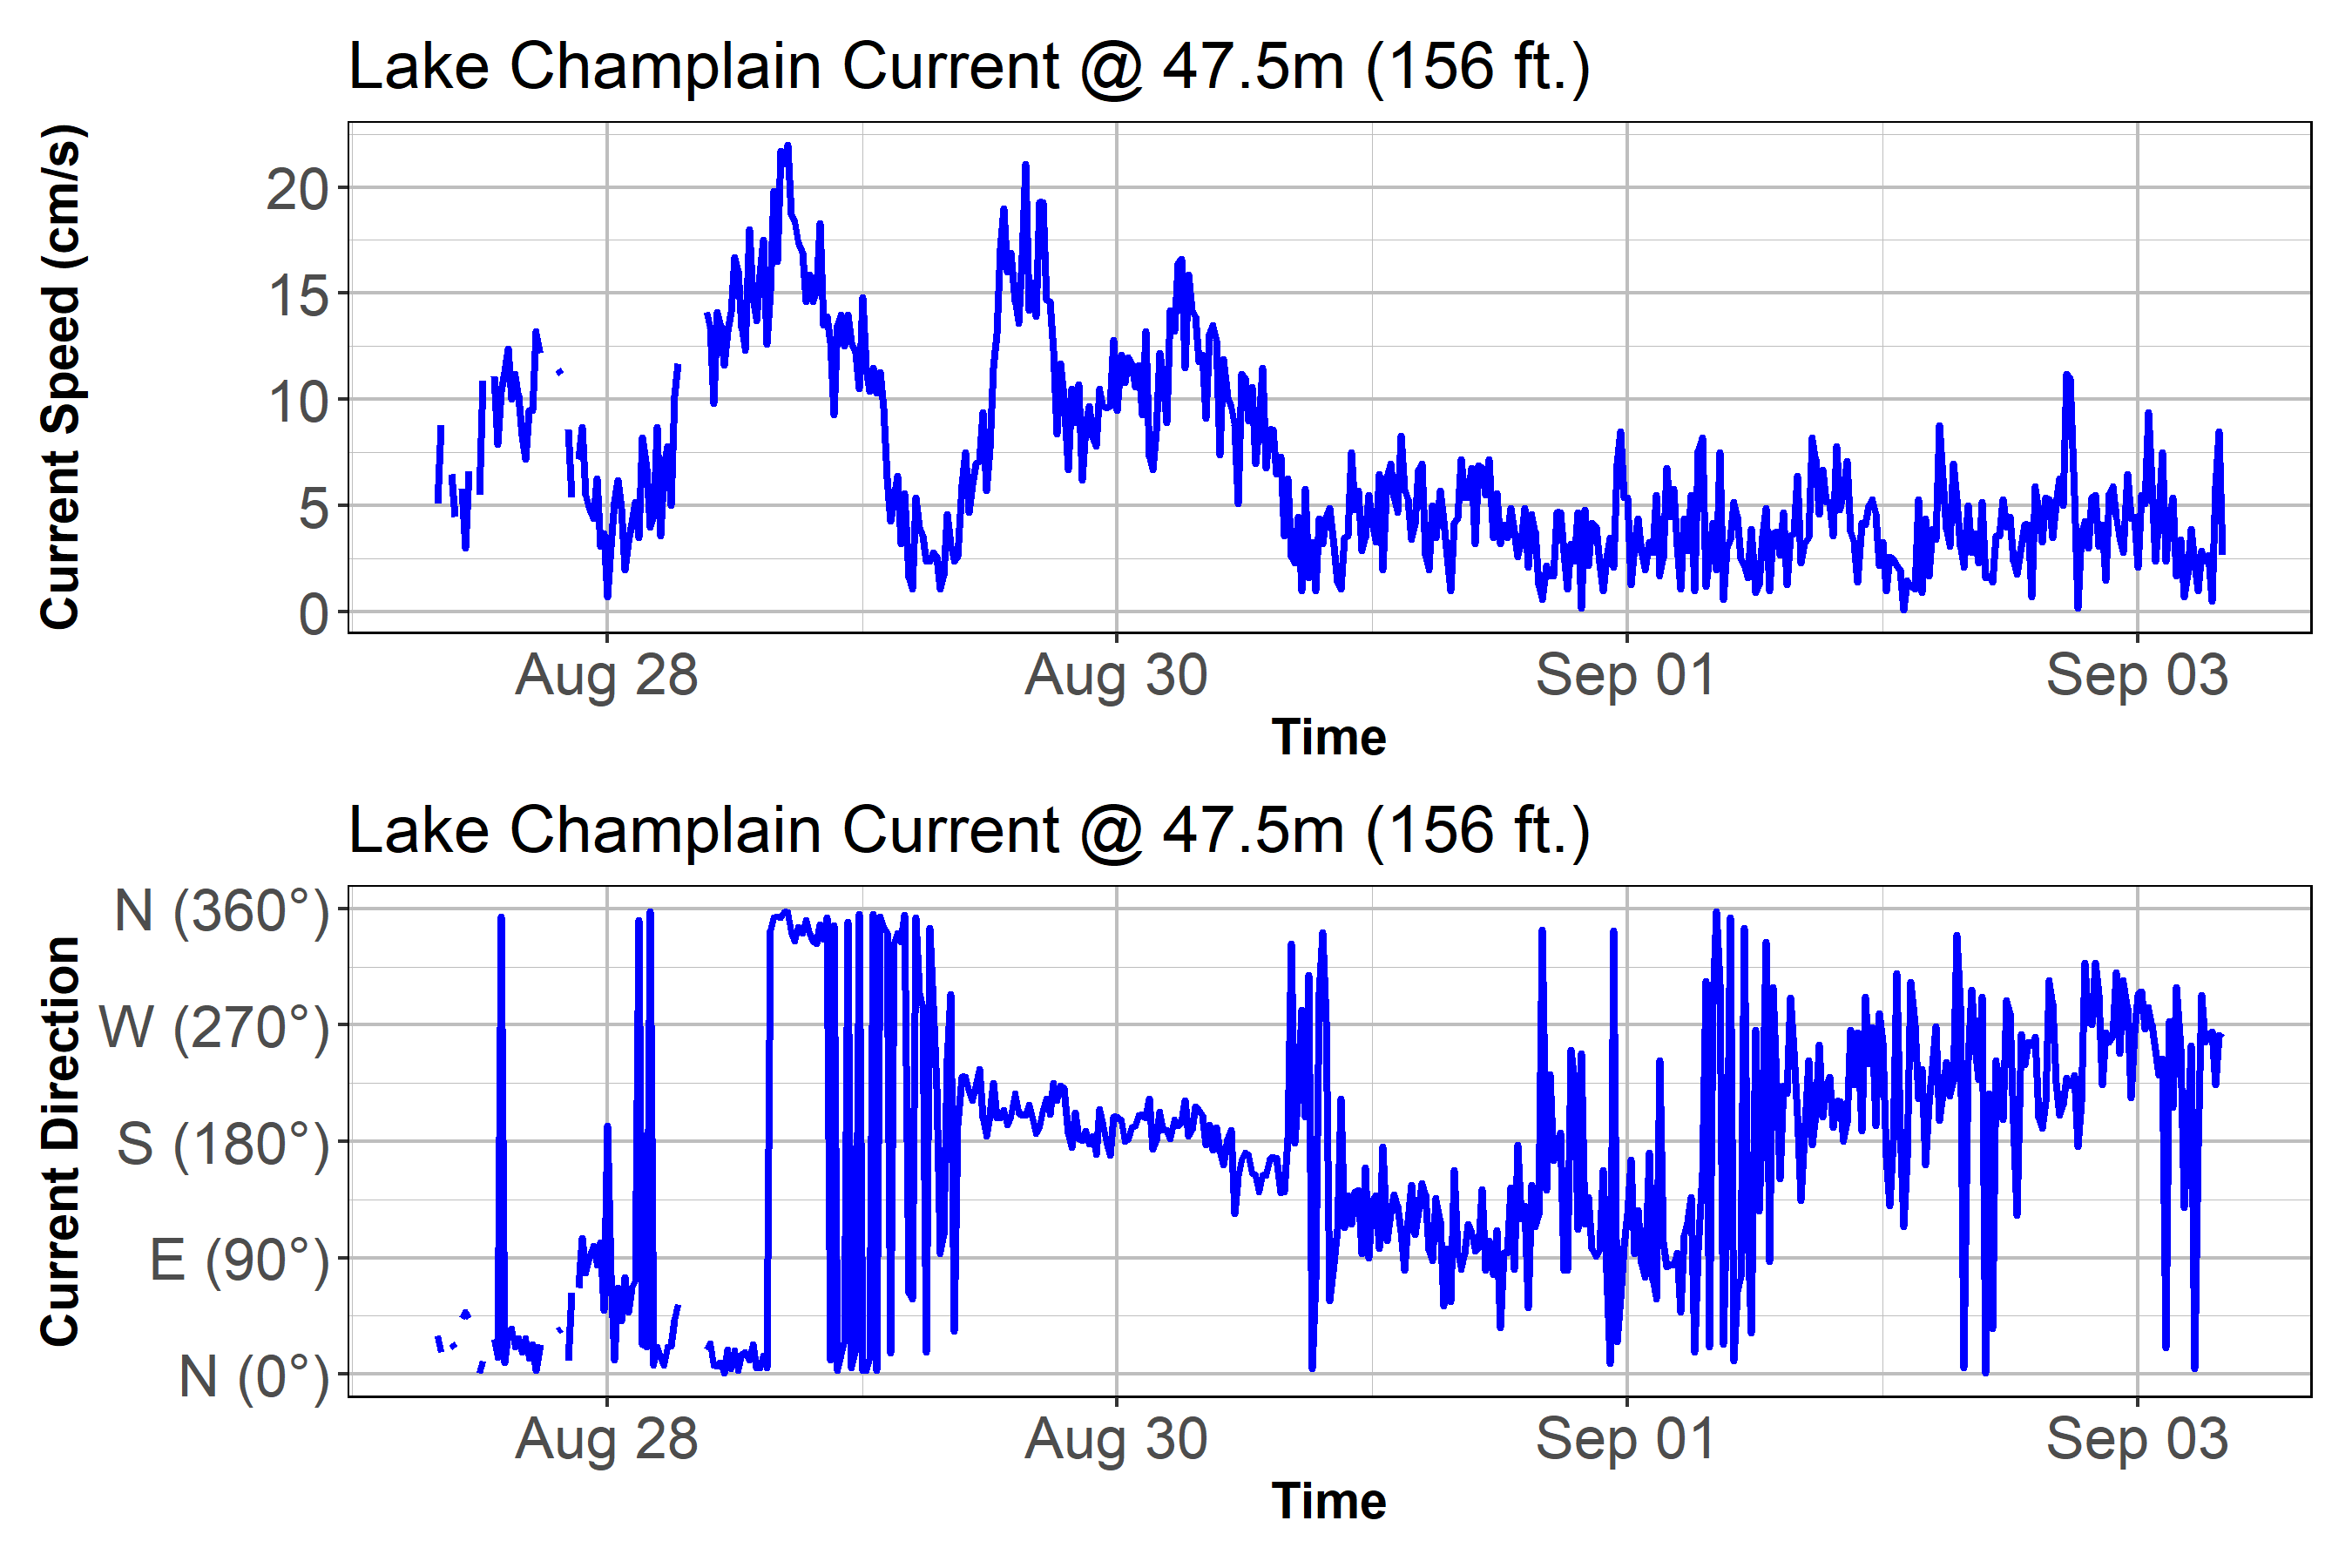 Lake Champlain Current @ 47.5m (156 ft.)
Current Speed (cm/s)
20
15
10
5
0
Aug 28 Aug 30 Sep 01 Sep 03
Time
Lake Champlain Current @ 47.5m (156 ft.)
Current Direction
N (360°)
W (270°)
S (180°)
E (90°)
N (0°)
Aug 28 Aug 30 Sep 01 Sep 03
Time